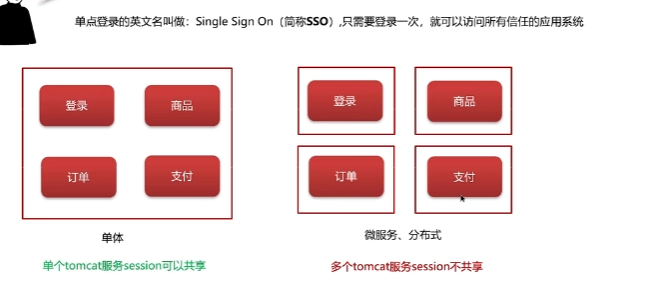 单点登录的英文名叫做：Single Sign On（简称SSO）,只需要登录一次，就可以访问所有信任的应用系统
登录 商品
订单 支付
单体
单个tomcat服务session可以共享
登录 商品
订单 支付
微服务、分布式
多个tomcat服务session不共享